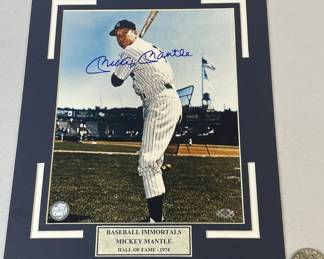 Mickey Mantle
BASEBALL IMMORTALS
MICKEY MANTLE
HALL OF FAME - 1974